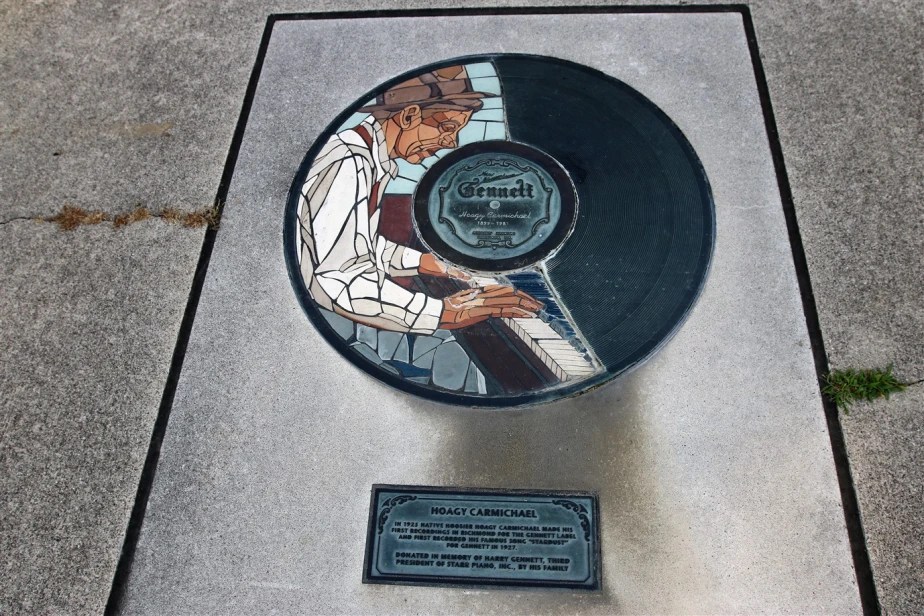 Gennett
Hoagy Carmichael
HOAGY CARMICHAEL
IN 1925 NATIVE HOOSIER HOAGY CARMICHAEL MADE HIS
FIRST RECORDINGS IN RICHMOND FOR THE GENNETT LABEL
AND FIRST RECORDED HIS FAMOUS SONG "STARDUST"
FOR GENNETT IN 1927.
DONATED IN MEMORY OF HARRY GENNETT, THIRD
PRESIDENT OF STARR PIANO, INC., BY HIS FAMILY